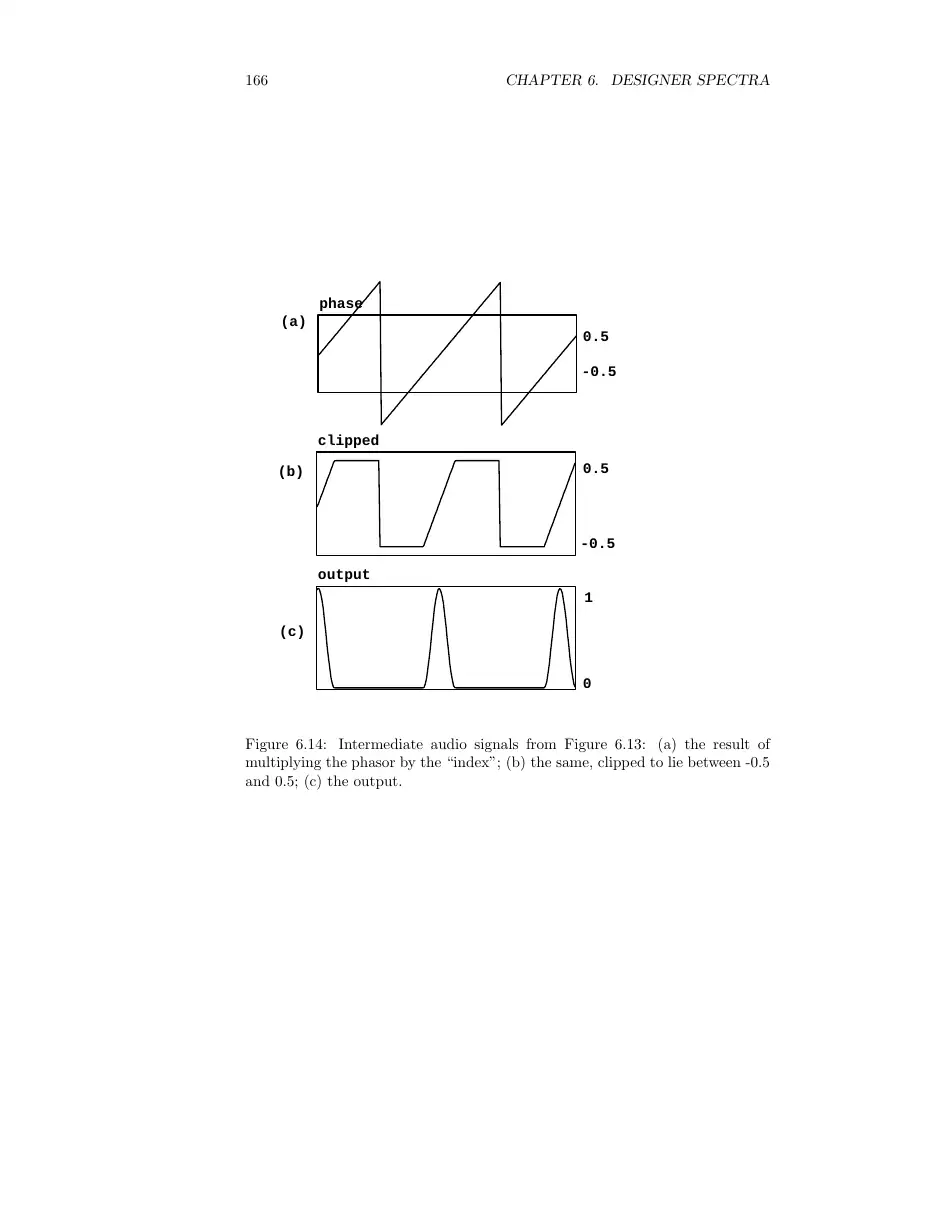 166 CHAPTER 6. DESIGNER SPECTRA
phase
(a)
0.5
-0.5
clipped
(b)
0.5
-0.5
output
1
(c)
0
Figure 6.14: Intermediate audio signals from Figure 6.13: (a) the result of
multiplying the phasor by the “index”; (b) the same, clipped to lie between -0.5
and 0.5; (c) the output.